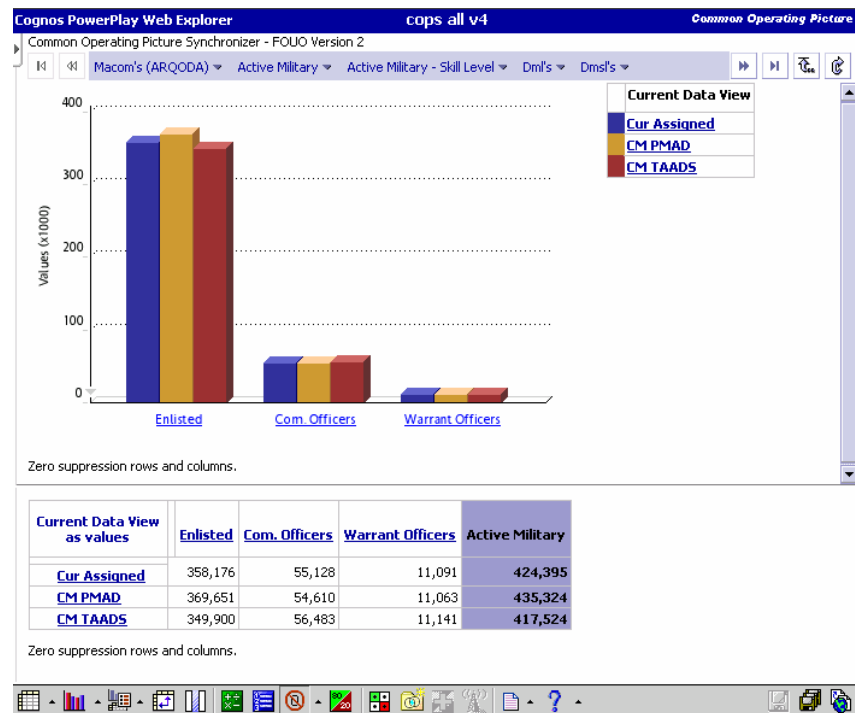 Cognos PowerPlay Web Explorer cops all v4 Common Operating Picture
Common Operating Picture Synchronizer - FOUO Version 2
Macom's (ARQODA) Active Military Active Military - Skill Level Dml's Dmsl's
Current Data View
Cur Assigned
CM PMAD
CM TAADS
400
300
200
100
0
Values (x1000)
Enlisted Com. Officers Warrant Officers
Zero suppression rows and columns.
Current Data View as values Enlisted Com. Officers Warrant Officers Active Military
Cur Assigned 358,176 55,128 11,091 424,395
CM PMAD 369,651 54,610 11,063 435,324
CM TAADS 349,900 56,483 11,141 417,524
Zero suppression rows and columns.
80
20
?